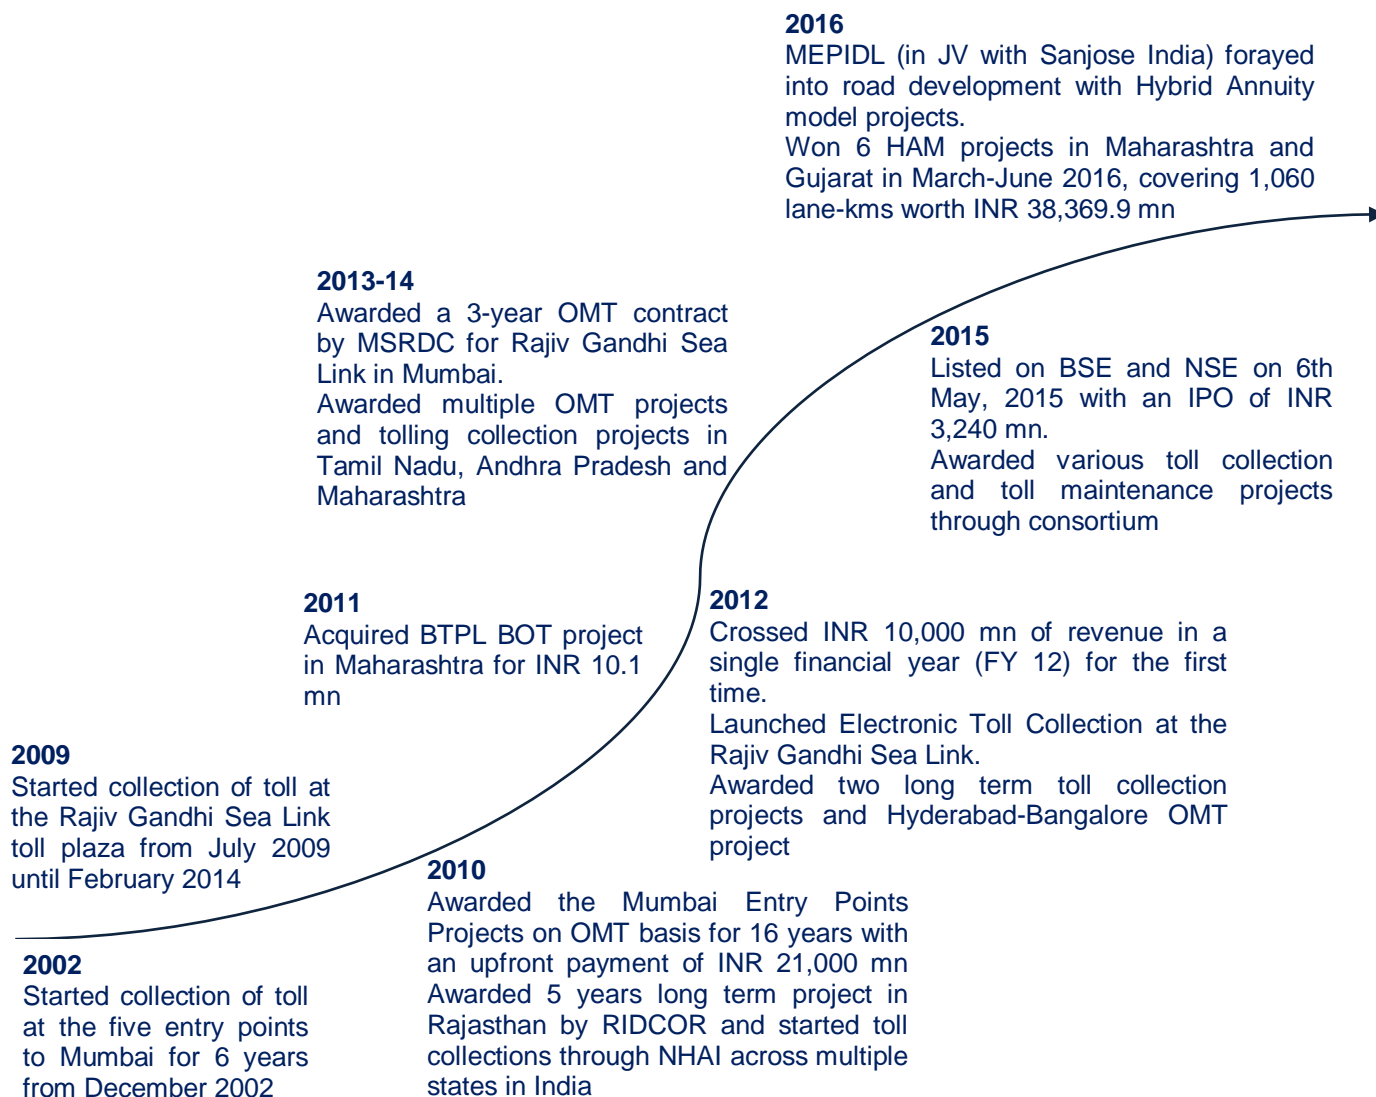 2016
MEPIDL (in JV with Sanjose India) forayed
into road development with Hybrid Annuity
model projects.
Won 6 HAM projects in Maharashtra and
Gujarat in March-June 2016, covering 1,060
lane-kms worth INR 38,369.9 mn
2013-14
Awarded a 3-year OMT contract
by MSRDC for Rajiv Gandhi Sea
Link in Mumbai.
Awarded multiple OMT projects
and tolling collection projects in
Tamil Nadu, Andhra Pradesh and
Maharashtra
2015
Listed on BSE and NSE on 6th
May, 2015 with an IPO of INR
3,240 mn.
Awarded various toll collection
and toll maintenance projects
through consortium
2011
Acquired BTPL BOT project
in Maharashtra for INR 10.1
mn
2012
Crossed INR 10,000 mn of revenue in a
single financial year (FY 12) for the first
time.
Launched Electronic Toll Collection at the
Rajiv Gandhi Sea Link.
Awarded two long term toll collection
projects and Hyderabad-Bangalore OMT
project
2009
Started collection of toll at
the Rajiv Gandhi Sea Link
toll plaza from July 2009
until February 2014
2010
Awarded the Mumbai Entry Points
Projects on OMT basis for 16 years with
an upfront payment of INR 21,000 mn
Awarded 5 years long term project in
Rajasthan by RIDCOR and started toll
collections through NHAI across multiple
states in India
2002
Started collection of toll
at the five entry points
to Mumbai for 6 years
from December 2002